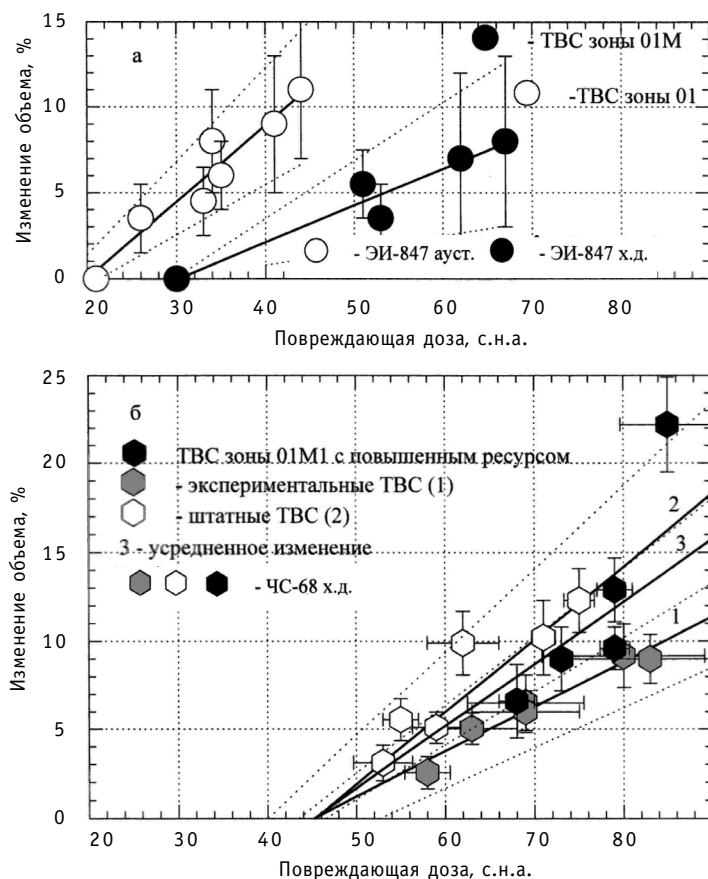 15
10
5
0
Изменение объема, %
а
- ТВС зоны 01М
-ТВС зоны 01
- ЭИ-847 ауст.
- ЭИ-847 х.д.
20 30 40 50 60 70 80
Повреждающая доза, с.н.а.
25
20
15
10
5
0
Изменение объема, %
б
ТВС зоны 01М1 с повышенным ресурсом
- экспериментальные ТВС (1)
- штатные ТВС (2)
3 - усредненное изменение
- ЧС-68 х.д.
2
3
1
20 30 40 50 60 70 80
Повреждающая доза, с.н.а.